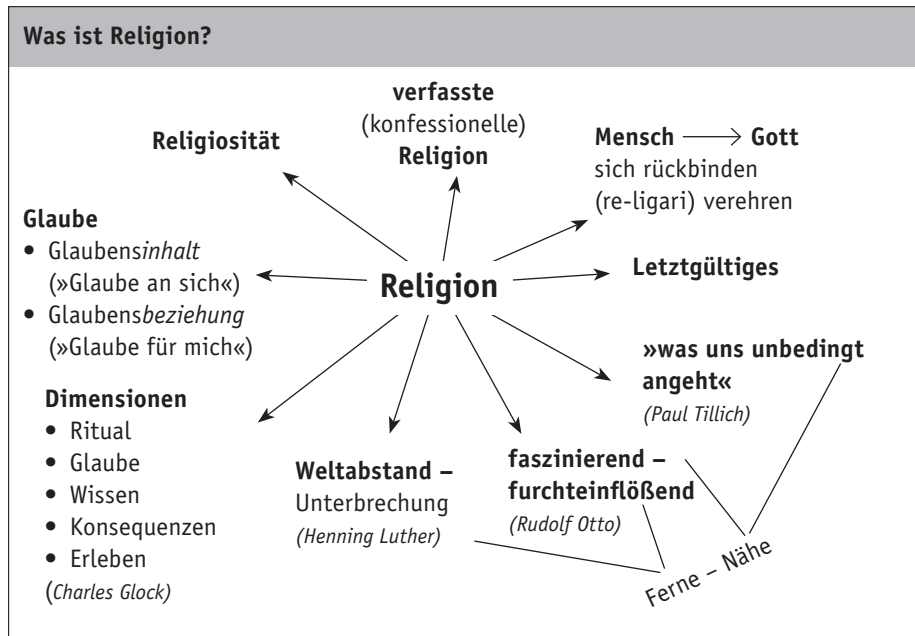 Was ist Religion?
verfasste
(konfessionelle)
Religion
Religiosität
Mensch → Gott
sich rückbinden
(re-ligari) verehren
Glaube
• Glaubensinhalt
(»Glaube an sich«)
• Glaubensbeziehung
(»Glaube für mich«)
Religion
Letztgültiges
»was uns unbedingt
angeht«
(Paul Tillich)
Dimensionen
• Ritual
• Glaube
• Wissen
• Konsequenzen
• Erleben
(Charles Glock)
Weltabstand –
Unterbrechung
(Henning Luther)
faszinierend –
furchteinflößend
(Rudolf Otto)
Ferne – Nähe